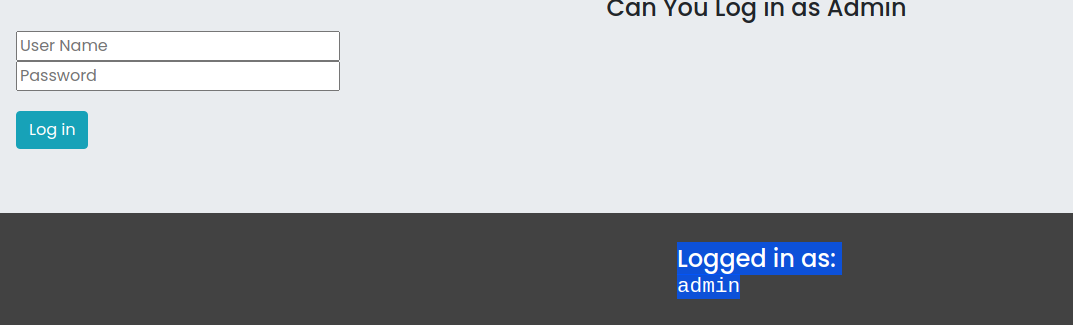 Can You Log in as Admin
User Name
Password
Log in
Logged in as:
admin